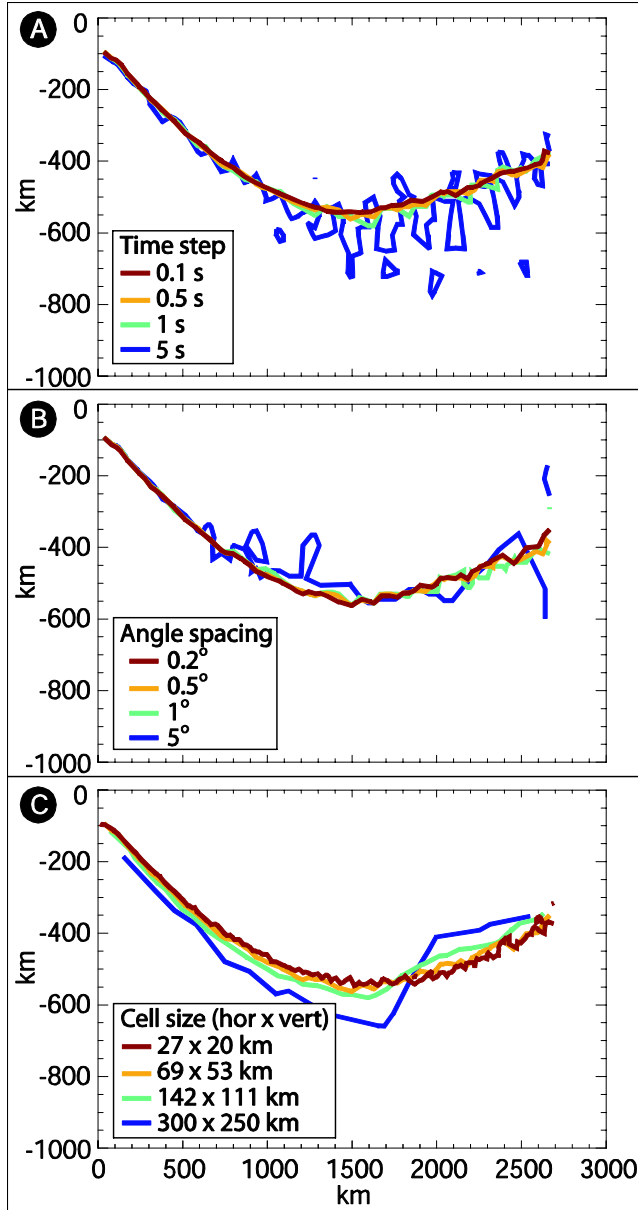 A
0
-200
-400
km
-600
-800
-1000
Time step
0.1 s
0.5 s
1 s
5 s
B
0
-200
-400
km
-600
-800
-1000
Angle spacing
0.2°
0.5°
1°
5°
C
0
-200
-400
km
-600
-800
-1000
Cell size (hor x vert)
27 x 20 km
69 x 53 km
142 x 111 km
300 x 250 km
0 500 1000 1500 2000 2500 3000
km